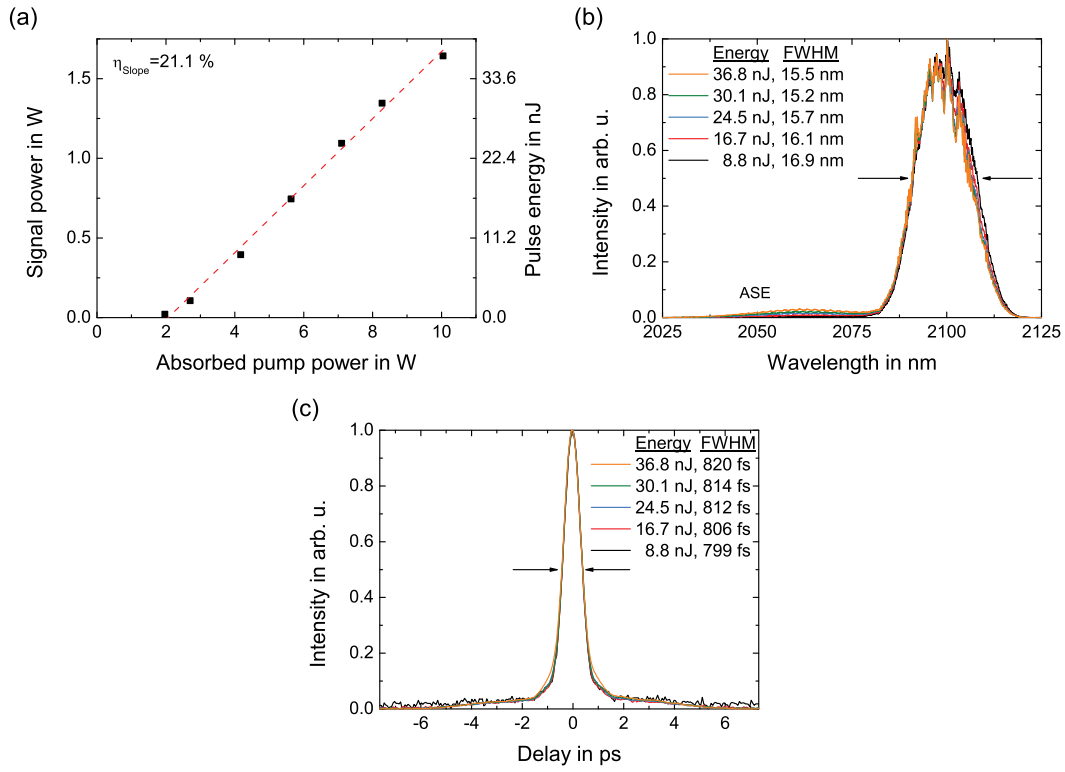 (a)
η_Slope=21.1 %
Signal power in W
1.5
1.0
0.5
0.0
0 2 4 6 8 10
Absorbed pump power in W
33.6
22.4
11.2
0.0
Pulse energy in nJ
(b)
Energy FWHM
36.8 nJ, 15.5 nm
30.1 nJ, 15.2 nm
24.5 nJ, 15.7 nm
16.7 nJ, 16.1 nm
8.8 nJ, 16.9 nm
ASE
Intensity in arb. u.
1.0
0.8
0.6
0.4
0.2
0.0
2025 2050 2075 2100 2125
Wavelength in nm
(c)
Energy FWHM
36.8 nJ, 820 fs
30.1 nJ, 814 fs
24.5 nJ, 812 fs
16.7 nJ, 806 fs
8.8 nJ, 799 fs
Intensity in arb. u.
1.0
0.8
0.6
0.4
0.2
0.0
-6 -4 -2 0 2 4 6
Delay in ps